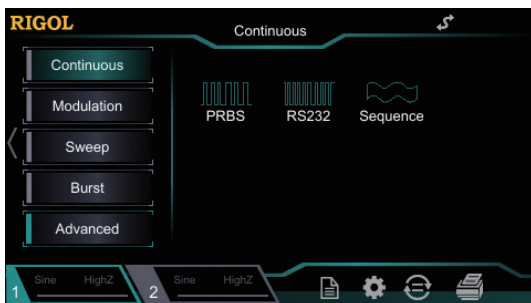 RIGOL
Continuous
Continuous
Modulation
Sweep
Burst
Advanced
PRBS RS232 Sequence
1 Sine HighZ 2 Sine HighZ